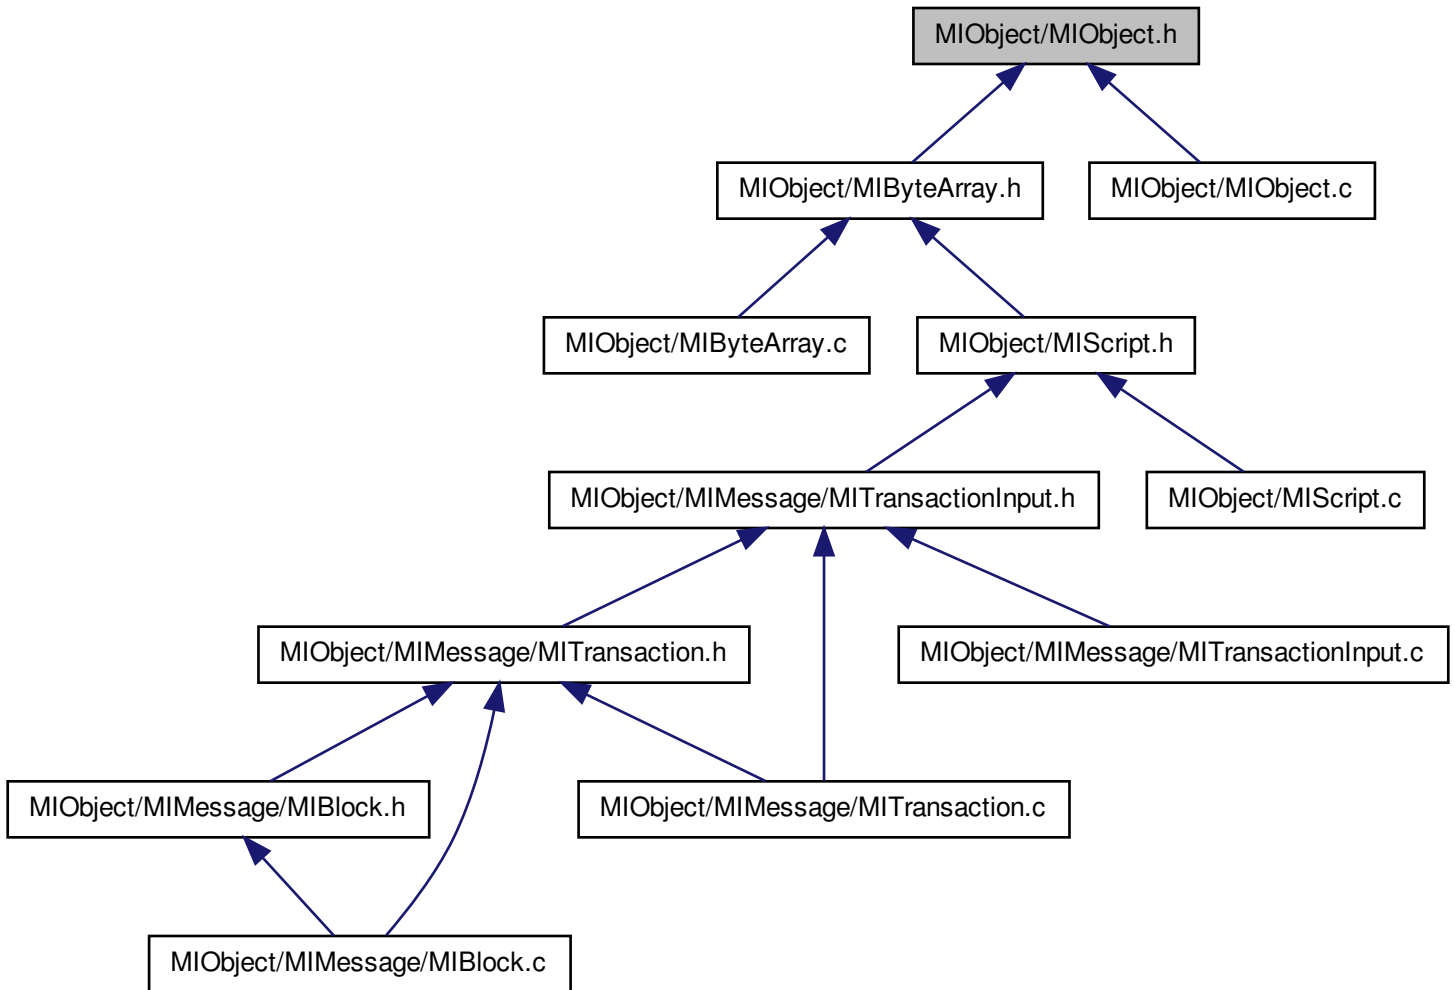 MIObject/MIObject.h
MIObject/MIByteArray.h
MIObject/MIObject.c
MIObject/MIByteArray.c
MIObject/MIScript.h
MIObject/MIMessage/MITransactionInput.h
MIObject/MIScript.c
MIObject/MIMessage/MITransaction.h
MIObject/MIMessage/MITransactionInput.c
MIObject/MIMessage/MIBlock.h
MIObject/MIMessage/MITransaction.c
MIObject/MIMessage/MIBlock.c